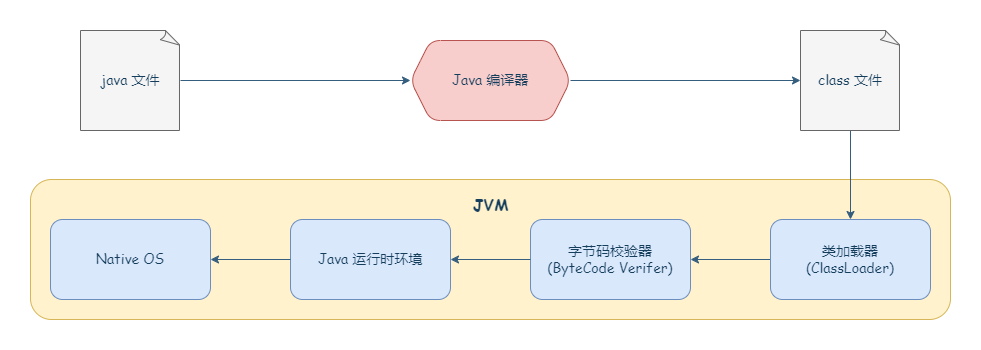 java 文件
Java 编译器
class 文件
JVM
Native OS
Java 运行时环境
字节码校验器
(ByteCode Verifer)
类加载器
(ClassLoader)